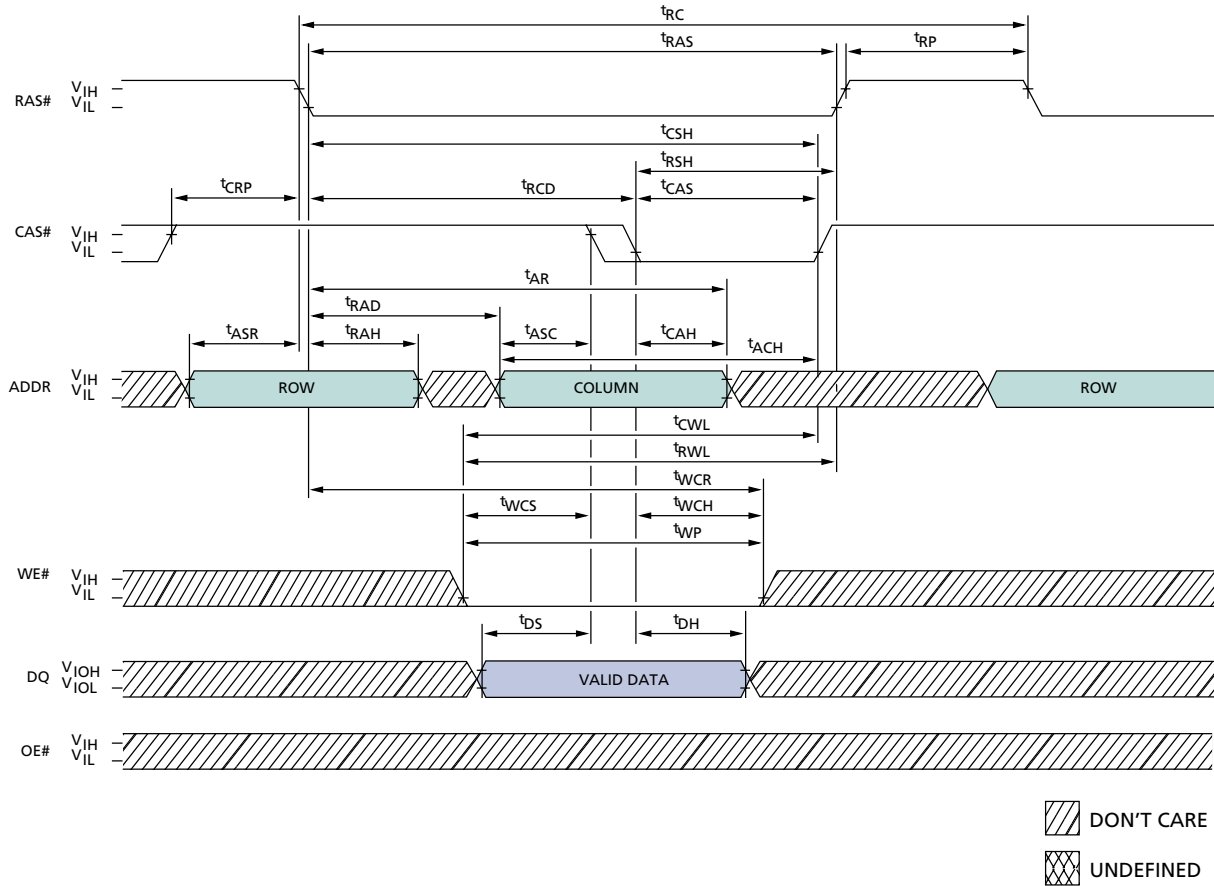 tRC
tRAS
tRP
RAS# VIH
VIL
tCSH
tRSH
tCRP
tRCD
tCAS
CAS# VIH
VIL
tAR
tRAD
tASR
tRAH
tASC
tCAH
tACH
ADDR VIH
VIL
ROW
COLUMN
ROW
tCWL
tRWL
tWCR
tWCS
tWCH
tWP
WE# VIH
VIL
tDS
tDH
DQ VIOH
VIOL
VALID DATA
OE# VIH
VIL
DON'T CARE
UNDEFINED